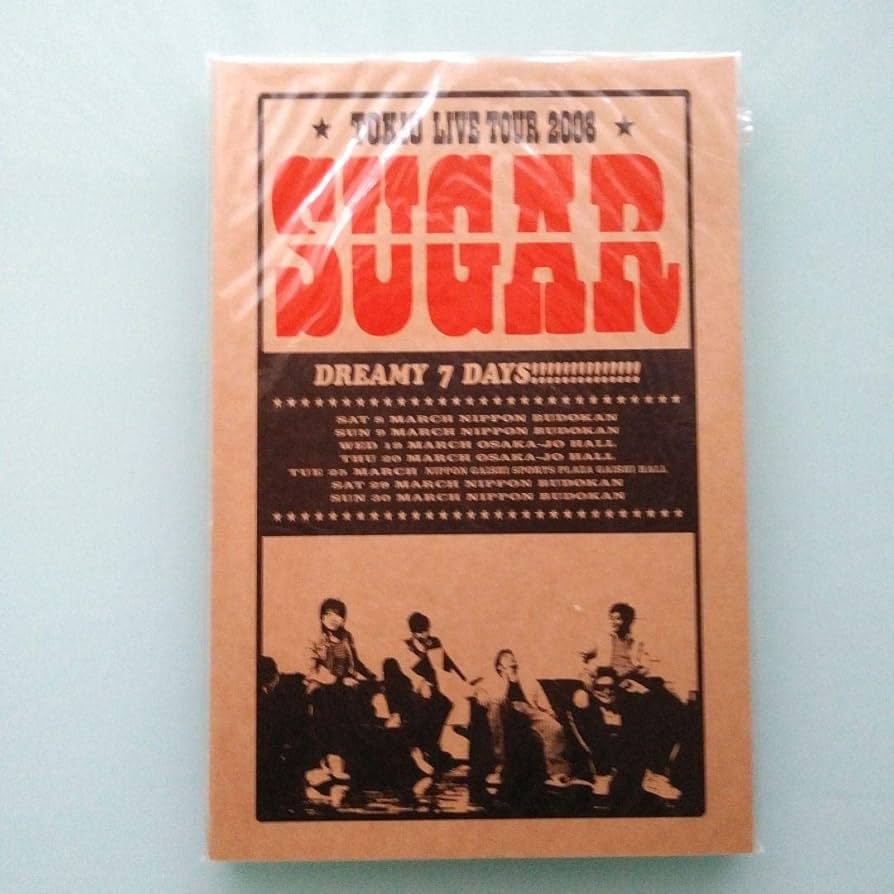 ★ TOKIO LIVE TOUR 2008 ★
SUGAR
DREAMY 7 DAYS!!!!!!!!!!!!!!!
SAT 8 MARCH NIPPON BUDOKAN
SUN 9 MARCH NIPPON BUDOKAN
WED 19 MARCH OSAKA-JO HALL
THU 20 MARCH OSAKA-JO HALL
TUE 25 MARCH NIPPON GAISHI SPORTS PLAZA GAISHI HALL
SAT 29 MARCH NIPPON BUDOKAN
SUN 30 MARCH NIPPON BUDOKAN